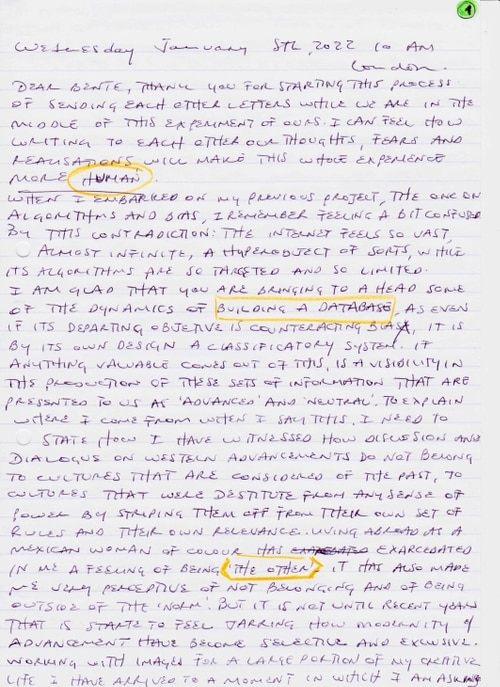 1
Wednesday January 5th, 2022 10 AM
London.
DEAR BENTE, THANK YOU FOR STARTING THIS PROCESS
OF SENDING EACH OTHER LETTERS WHILE WE ARE IN THE
MIDDLE OF THIS EXPERIMENT OF OURS. I CAN FEEL HOW
WRITING TO EACH OTHER OUR THOUGHTS, FEARS AND
REALISATIONS WILL MAKE THIS WHOLE EXPERIENCE
MORE 'HUMAN'.
WHEN I EMBARKED ON MY PREVIOUS PROJECT, THE ONE ON
ALGORITHMS AND BIAS, I REMEMBER FEELING A BIT CONFUSED
BY THIS CONTRADICTION: THE INTERNET FEELS SO VAST,
ALMOST INFINITE, A HYPEROBJECT OF SORTS, WHILE
ITS ALGORITHMS ARE SO TARGETED AND SO LIMITED.
I AM GLAD THAT YOU ARE BRINGING TO A HEAD SOME
OF THE DYNAMICS OF BUILDING A DATABASE, AS EVEN
IF ITS DEPARTING OBJETIVE IS COUNTERACTING BIAS, IT IS
BY ITS OWN DESIGN A CLASSIFICATORY SYSTEM. IF
ANYTHING VALUABLE COMES OUT OF THIS, IS A VISIBILITY IN
THE PRODUCTION OF THESE SETS OF INFORMATION THAT ARE
PRESENTED TO US AS 'ADVANCED' AND 'NEUTRAL'. TO EXPLAIN
WHERE I COME FROM WHEN I SAY THIS, I NEED TO
STATE HOW I HAVE WITNESSED HOW DISCUSSION AND
DIALOGUE ON WESTERN ADVANCEMENTS DO NOT BELONG
TO CULTURES THAT ARE CONSIDERED OF THE PAST, TO
CULTURES THAT WERE DESTITUTE FROM ANY SENSE OF
POWER BY STRIPING THEM OFF FROM THEIR OWN SET OF
RULES AND THEIR OWN RELEVANCE. LIVING ABROAD AS A
MEXICAN WOMAN OF COLOUR HAS EXARCEDATED
IN ME A FEELING OF BEING 'THE OTHER'. IT HAS ALSO MADE
ME VERY PERCEPTIVE OF NOT BELONGING AND OF BEING
OUTSIDE OF THE 'NORM'. BUT IT IS NOT UNTIL RECENT YEARS
THAT IS STARTS TO FEEL JARRING HOW MODERNITY &
ADVANCEMENT HAVE BECOME SELECTIVE AND EXCLUSIVE.
WORKING WITH IMAGES FOR A LARGE PORTION OF MY CREATIVE
LIFE I HAVE ARRIVED TO A MOMENT IN WHICH I AM ASKING